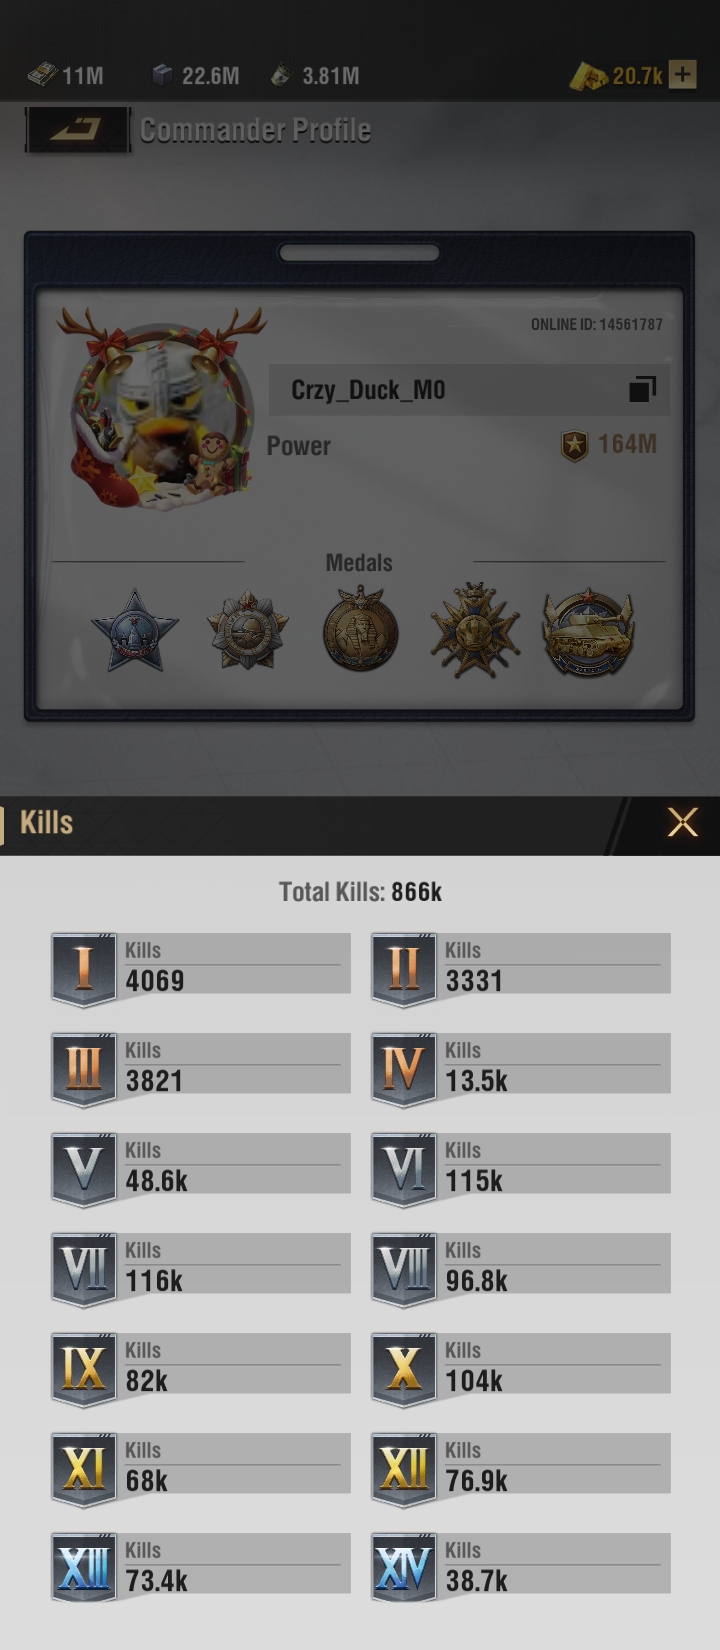 11M 22.6M 3.81M 20.7k
Commander Profile
ONLINE ID: 14561787
Crzy_Duck_M0
Power 164M
Medals
Kills
Total Kills: 866k
I Kills 4069
II Kills 3331
III Kills 3821
IV Kills 13.5k
V Kills 48.6k
VI Kills 115k
VII Kills 116k
VIII Kills 96.8k
IX Kills 82k
X Kills 104k
XI Kills 68k
XII Kills 76.9k
XIII Kills 73.4k
XIV Kills 38.7k